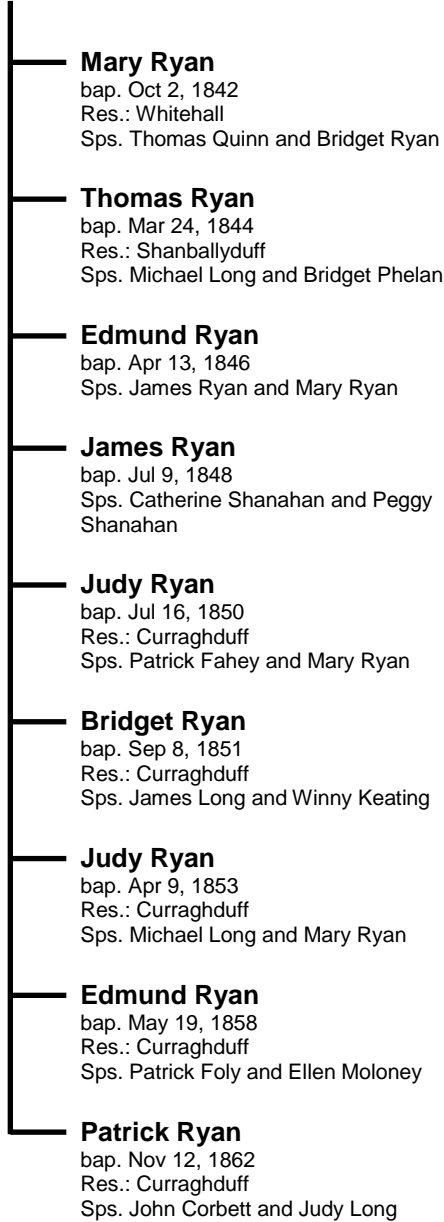 Mary Ryan
bap. Oct 2, 1842
Res.: Whitehall
Sps. Thomas Quinn and Bridget Ryan
Thomas Ryan
bap. Mar 24, 1844
Res.: Shanballyduff
Sps. Michael Long and Bridget Phelan
Edmund Ryan
bap. Apr 13, 1846
Sps. James Ryan and Mary Ryan
James Ryan
bap. Jul 9, 1848
Sps. Catherine Shanahan and Peggy
Shanahan
Judy Ryan
bap. Jul 16, 1850
Res.: Curraghduff
Sps. Patrick Fahey and Mary Ryan
Bridget Ryan
bap. Sep 8, 1851
Res.: Curraghduff
Sps. James Long and Winny Keating
Judy Ryan
bap. Apr 9, 1853
Res.: Curraghduff
Sps. Michael Long and Mary Ryan
Edmund Ryan
bap. May 19, 1858
Res.: Curraghduff
Sps. Patrick Foly and Ellen Moloney
Patrick Ryan
bap. Nov 12, 1862
Res.: Curraghduff
Sps. John Corbett and Judy Long